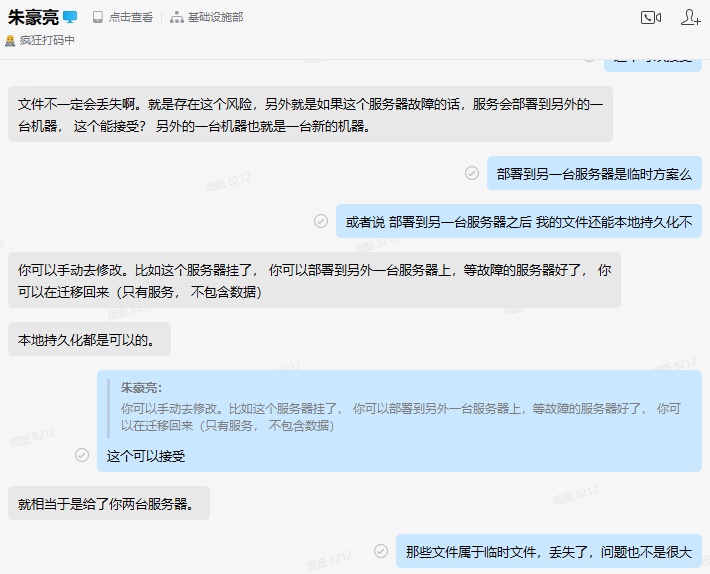 朱豪亮 点击查看 基础设施部
疯狂打码中
文件不一定会丢失啊。就是存在这个风险，另外就是如果这个服务器故障的话，服务会部署到另外的一
台机器， 这个能接受？ 另外的一台机器也就是一台新的机器。
部署到另一台服务器是临时方案么
或者说 部署到另一台服务器之后 我的文件还能本地持久化不
你可以手动去修改。比如这个服务器挂了， 你可以部署到另外一台服务器上，等故障的服务器好了， 你
可以在迁移回来（只有服务， 不包含数据）
本地持久化都是可以的。
朱豪亮：
你可以手动去修改。比如这个服务器挂了， 你可以部署到另外一台服务器上，等故障的服务器好了， 你可
以在迁移回来（只有服务， 不包含数据）
这个可以接受
就相当于是给了你两台服务器。
那些文件属于临时文件，丢失了，问题也不是很大